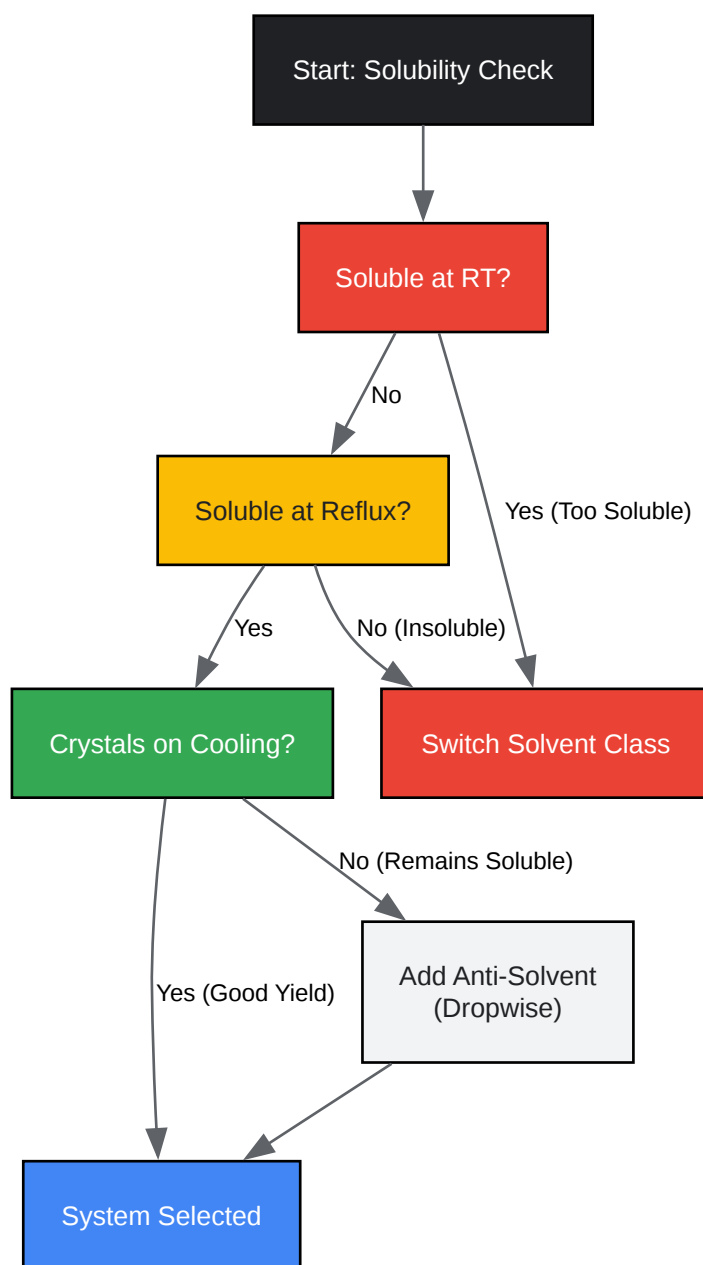 Start: Solubility Check
Soluble at RT?
No
Soluble at Reflux?
Yes (Too Soluble)
Yes
No (Insoluble)
Crystals on Cooling?
Switch Solvent Class
No (Remains Soluble)
Add Anti-Solvent
(Dropwise)
Yes (Good Yield)
System Selected